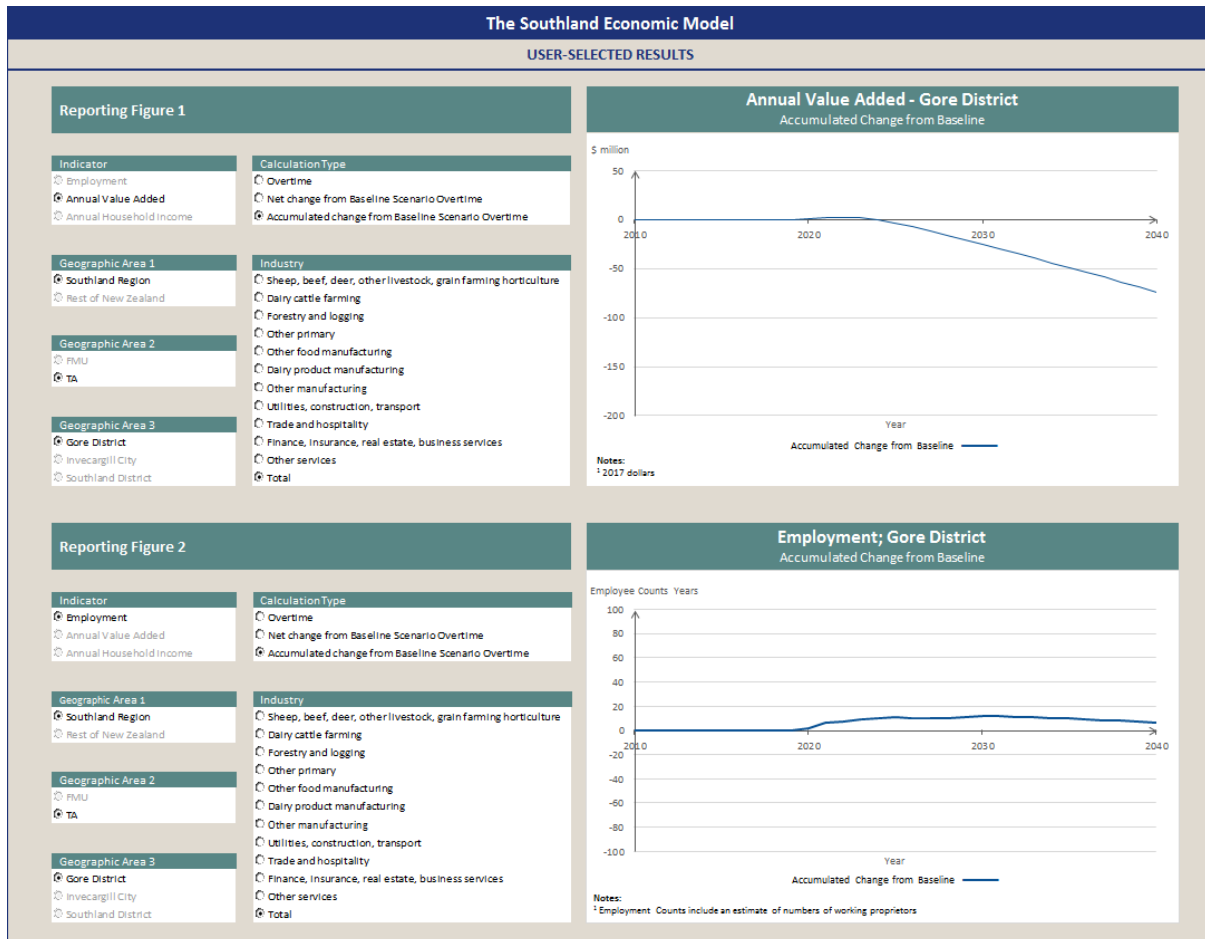 The Southland Economic Model
USER-SELECTED RESULTS
Reporting Figure 1
Indicator
Employment
Annual Value Added
Annual Household Income
Calculation Type
Overtime
Net change from Baseline Scenario Overtime
Accumulated change from Baseline Scenario Overtime
Geographic Area 1
Southland Region
Rest of New Zealand
Geographic Area 2
FMU
TA
Geographic Area 3
Gore District
Invecargill City
Southland District
Industry
Sheep, beef, deer, other livestock, grain farming horticulture
Dairy cattle farming
Forestry and logging
Other primary
Other food manufacturing
Dairy product manufacturing
Other manufacturing
Utilities, construction, transport
Trade and hospitality
Finance, insurance, real estate, business services
Other services
Total
Annual Value Added - Gore District
Accumulated Change from Baseline
$ million
50
0
-50
-100
-150
-200
2010 2020 2030 2040
Year
Accumulated Change from Baseline
Notes:
1 2017 dollars
Reporting Figure 2
Indicator
Employment
Annual Value Added
Annual Household Income
Calculation Type
Overtime
Net change from Baseline Scenario Overtime
Accumulated change from Baseline Scenario Overtime
Geographic Area 1
Southland Region
Rest of New Zealand
Geographic Area 2
FMU
TA
Geographic Area 3
Gore District
Invecargill City
Southland District
Industry
Sheep, beef, deer, other livestock, grain farming horticulture
Dairy cattle farming
Forestry and logging
Other primary
Other food manufacturing
Dairy product manufacturing
Other manufacturing
Utilities, construction, transport
Trade and hospitality
Finance, insurance, real estate, business services
Other services
Total
Employment; Gore District
Accumulated Change from Baseline
Employee Counts Years
100
80
60
40
20
0
-20
-40
-60
-80
-100
2010 2020 2030 2040
Year
Accumulated Change from Baseline
Notes:
1 Employment Counts include an estimate of numbers of working proprietors